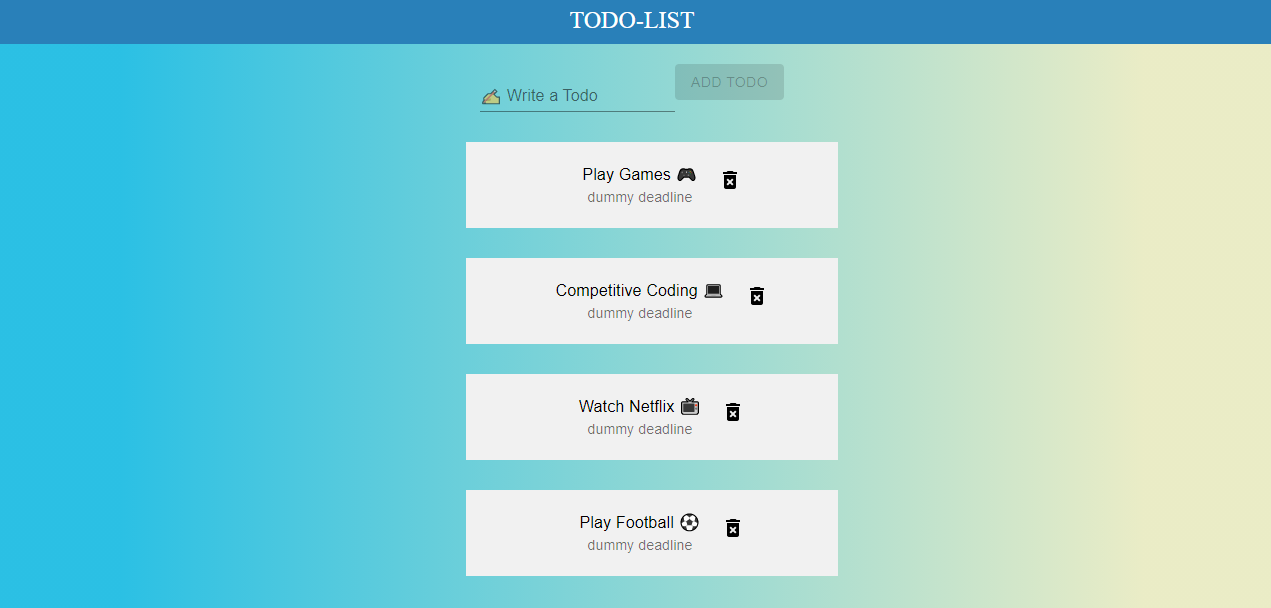 TODO-LIST
✍ Write a Todo
ADD TODO
Play Games 🎮
dummy deadline
Competitive Coding 💻
dummy deadline
Watch Netflix 📺
dummy deadline
Play Football ⚽
dummy deadline